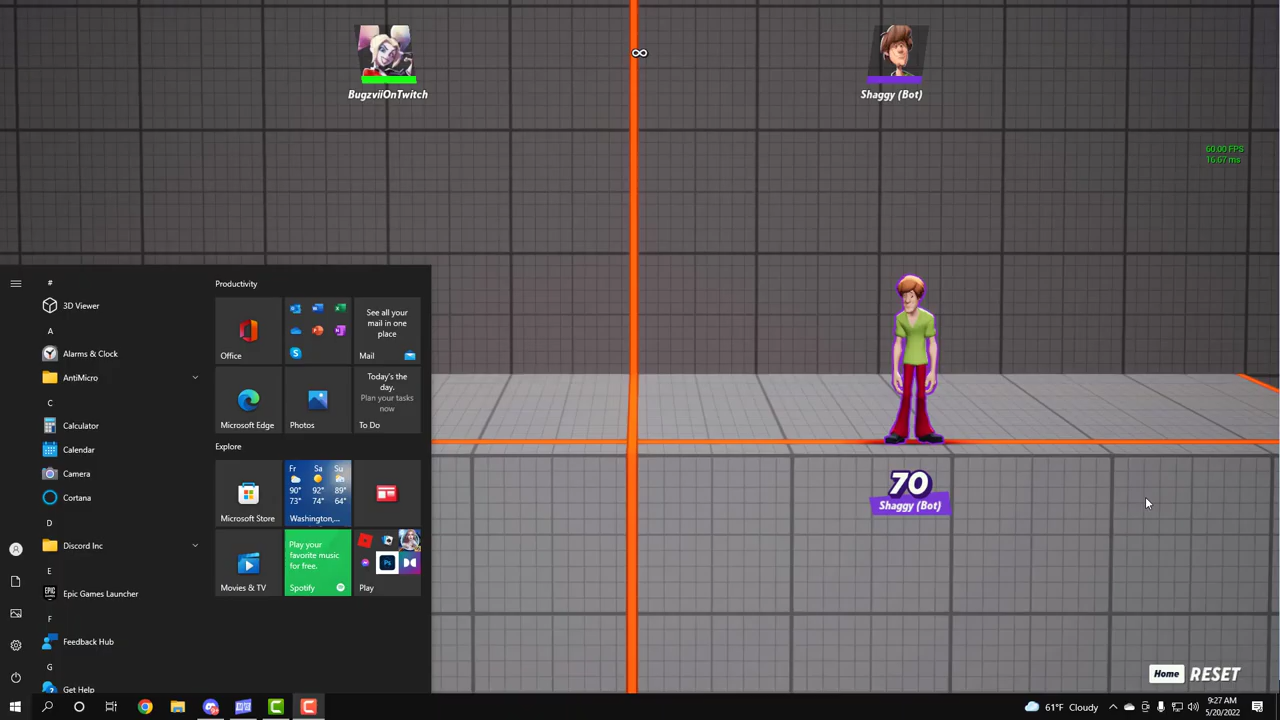 ∞
BugzviiOnTwitch
Shaggy (Bot)
60.00 FPS
16.67 ms
70
Shaggy (Bot)
Home RESET
#
3D Viewer
A
Alarms & Clock
AntiMicro
C
Calculator
Calendar
Camera
Cortana
D
Discord Inc
E
Epic Games Launcher
F
Feedback Hub
G
Get Help
Productivity
Office
See all your
mail in one
place
Mail
Microsoft Edge
Photos
Today's the
day.
Plan your tasks
now
To Do
Explore
Microsoft Store
Fr Sa Su
90° 92° 89°
73° 74° 64°
Washington,...
Movies & TV
Play your
favorite music
for free.
Spotify
Ps
Play
61°F Cloudy
9:27 AM
5/20/2022